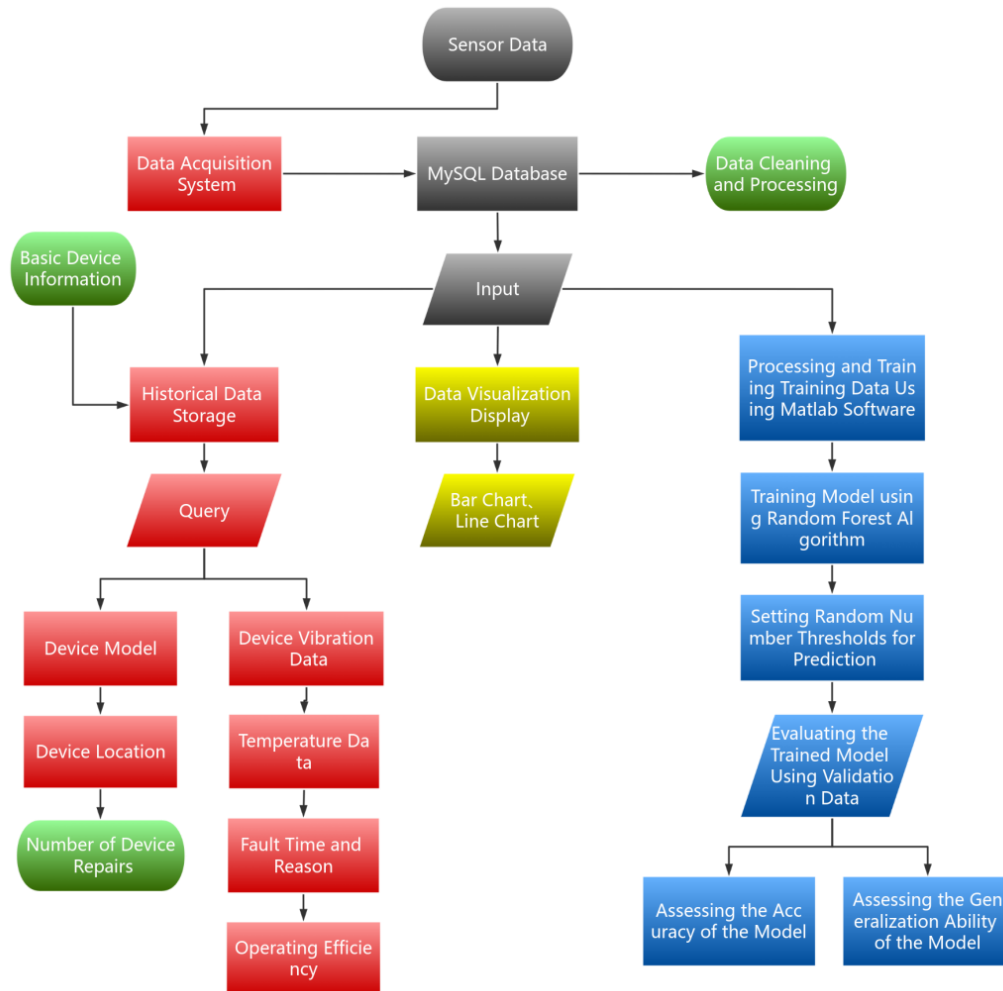 Sensor Data
Data Acquisition
System
MySQL Database
Data Cleaning
and Processing
Basic Device
Information
Input
Historical Data
Storage
Data Visualization
Display
Processing and Train
ing Training Data Us
ing Matlab Software
Query
Bar Chart、
Line Chart
Training Model usin
g Random Forest Al
gorithm
Device Model
Device Vibration
Data
Setting Random Nu
mber Thresholds for
Prediction
Device Location
Temperature Da
ta
Evaluating the
Trained Model
Using Validatio
n Data
Number of Device
Repairs
Fault Time and
Reason
Assessing the Acc
uracy of the Model
Assessing the Gen
eralization Ability
of the Model
Operating Efficie
ncy